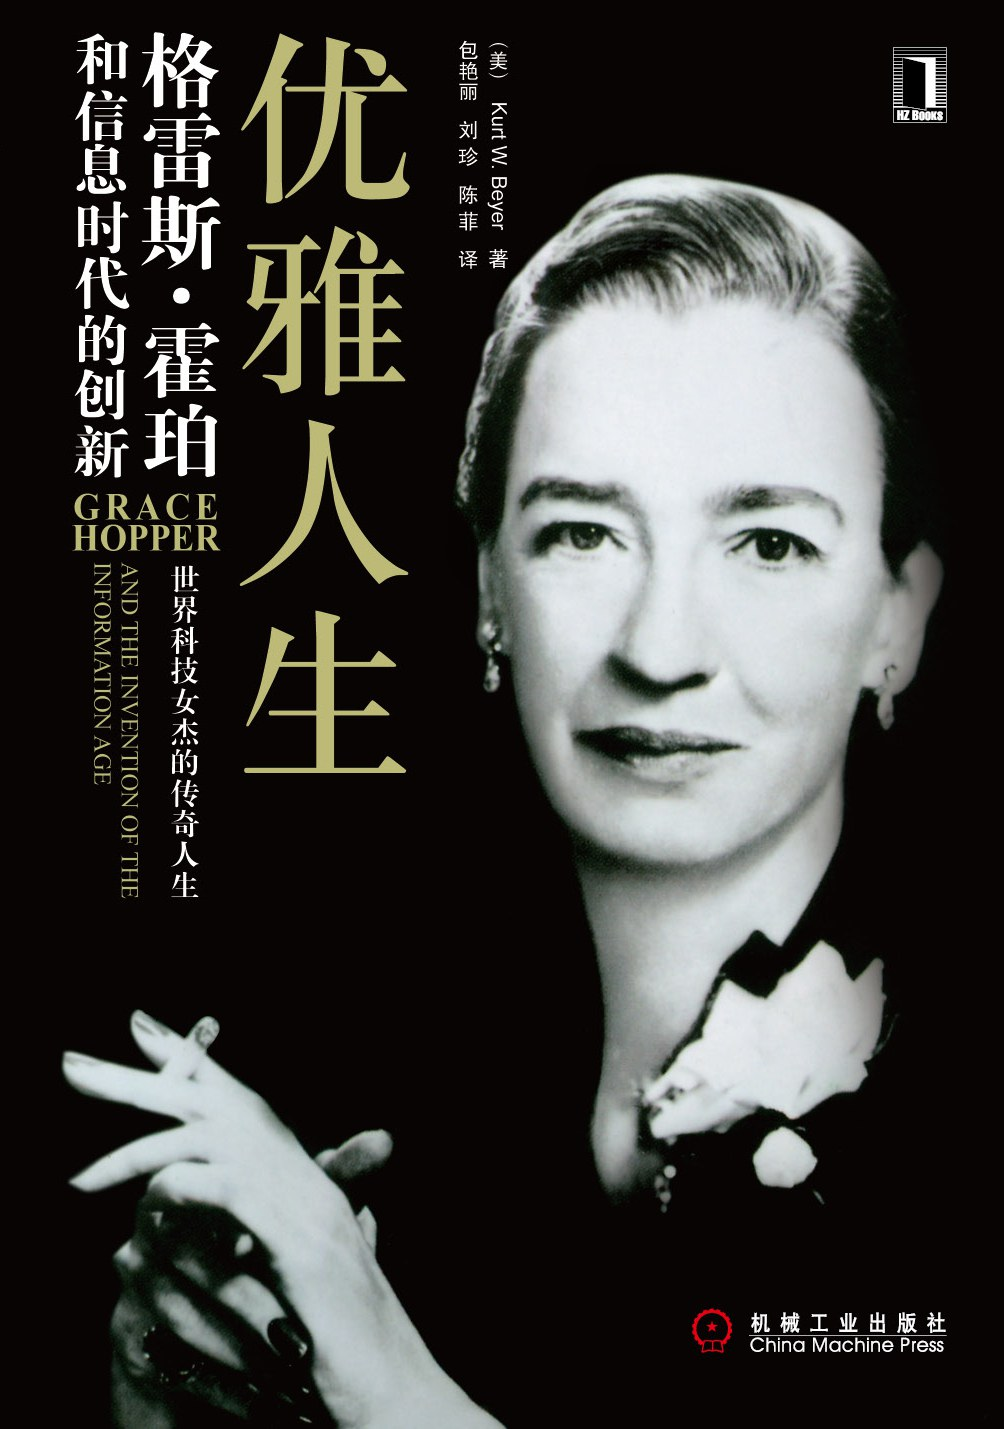 优雅人生
格雷斯·霍珀
和信息时代的创新
GRACE
HOPPER
AND THE INVENTION OF THE
INFORMATION AGE
世界科技女杰的传奇人生
（美） Kurt W. Beyer 著
包艳丽 刘珍 陈菲 译
HZ Books
机械工业出版社
China Machine Press